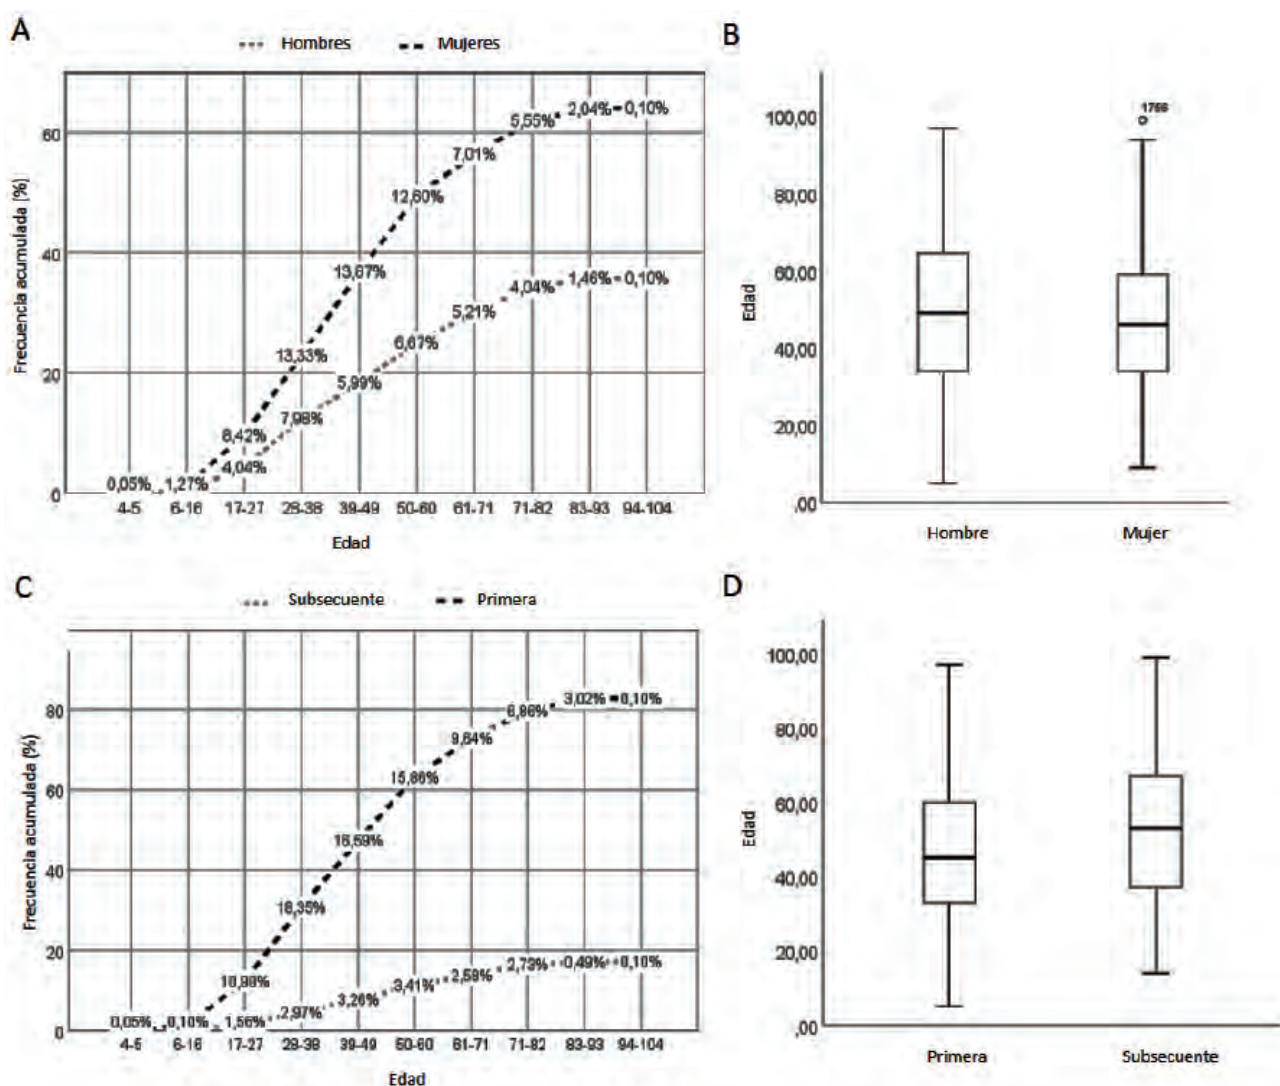 A
Hombres Mujeres
Frecuencia acumulada (%)
60
40
20
0
0,05% 1,27% 8,42% 13,33% 13,67% 12,60% 7,01% 5,55% 2,04% 0,10%
4,04% 7,98% 5,99% 6,67% 5,21% 4,04% 1,46% 0,10%
4-5 6-16 17-27 28-38 39-49 50-60 61-71 71-82 83-93 94-104
Edad
B
Edad
100,00
80,00
60,00
40,00
20,00
,00
1766
Hombre Mujer
C
Subsecuente Primera
Frecuencia acumulada (%)
80
60
40
20
0
0,05% 0,10% 10,90% 18,35% 16,59% 15,86% 9,64% 6,86% 3,02% 0,10%
1,56% 2,97% 3,26% 3,41% 2,59% 2,73% 0,49% 0,10%
4-5 6-16 17-27 28-38 39-49 50-60 61-71 71-82 83-93 94-104
Edad
D
Edad
100,00
80,00
60,00
40,00
20,00
,00
Primera Subsecuente